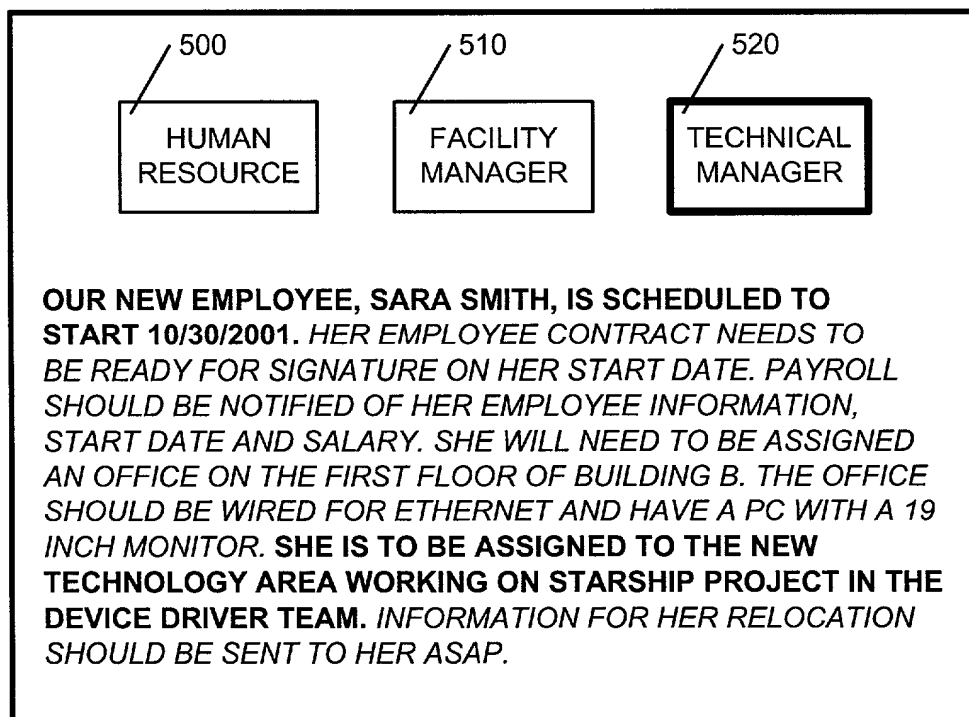 500 510 520
HUMAN RESOURCE
FACILITY MANAGER
TECHNICAL MANAGER
OUR NEW EMPLOYEE, SARA SMITH, IS SCHEDULED TO
START 10/30/2001. HER EMPLOYEE CONTRACT NEEDS TO
BE READY FOR SIGNATURE ON HER START DATE. PAYROLL
SHOULD BE NOTIFIED OF HER EMPLOYEE INFORMATION,
START DATE AND SALARY. SHE WILL NEED TO BE ASSIGNED
AN OFFICE ON THE FIRST FLOOR OF BUILDING B. THE OFFICE
SHOULD BE WIRED FOR ETHERNET AND HAVE A PC WITH A 19
INCH MONITOR. SHE IS TO BE ASSIGNED TO THE NEW
TECHNOLOGY AREA WORKING ON STARSHIP PROJECT IN THE
DEVICE DRIVER TEAM. INFORMATION FOR HER RELOCATION
SHOULD BE SENT TO HER ASAP.